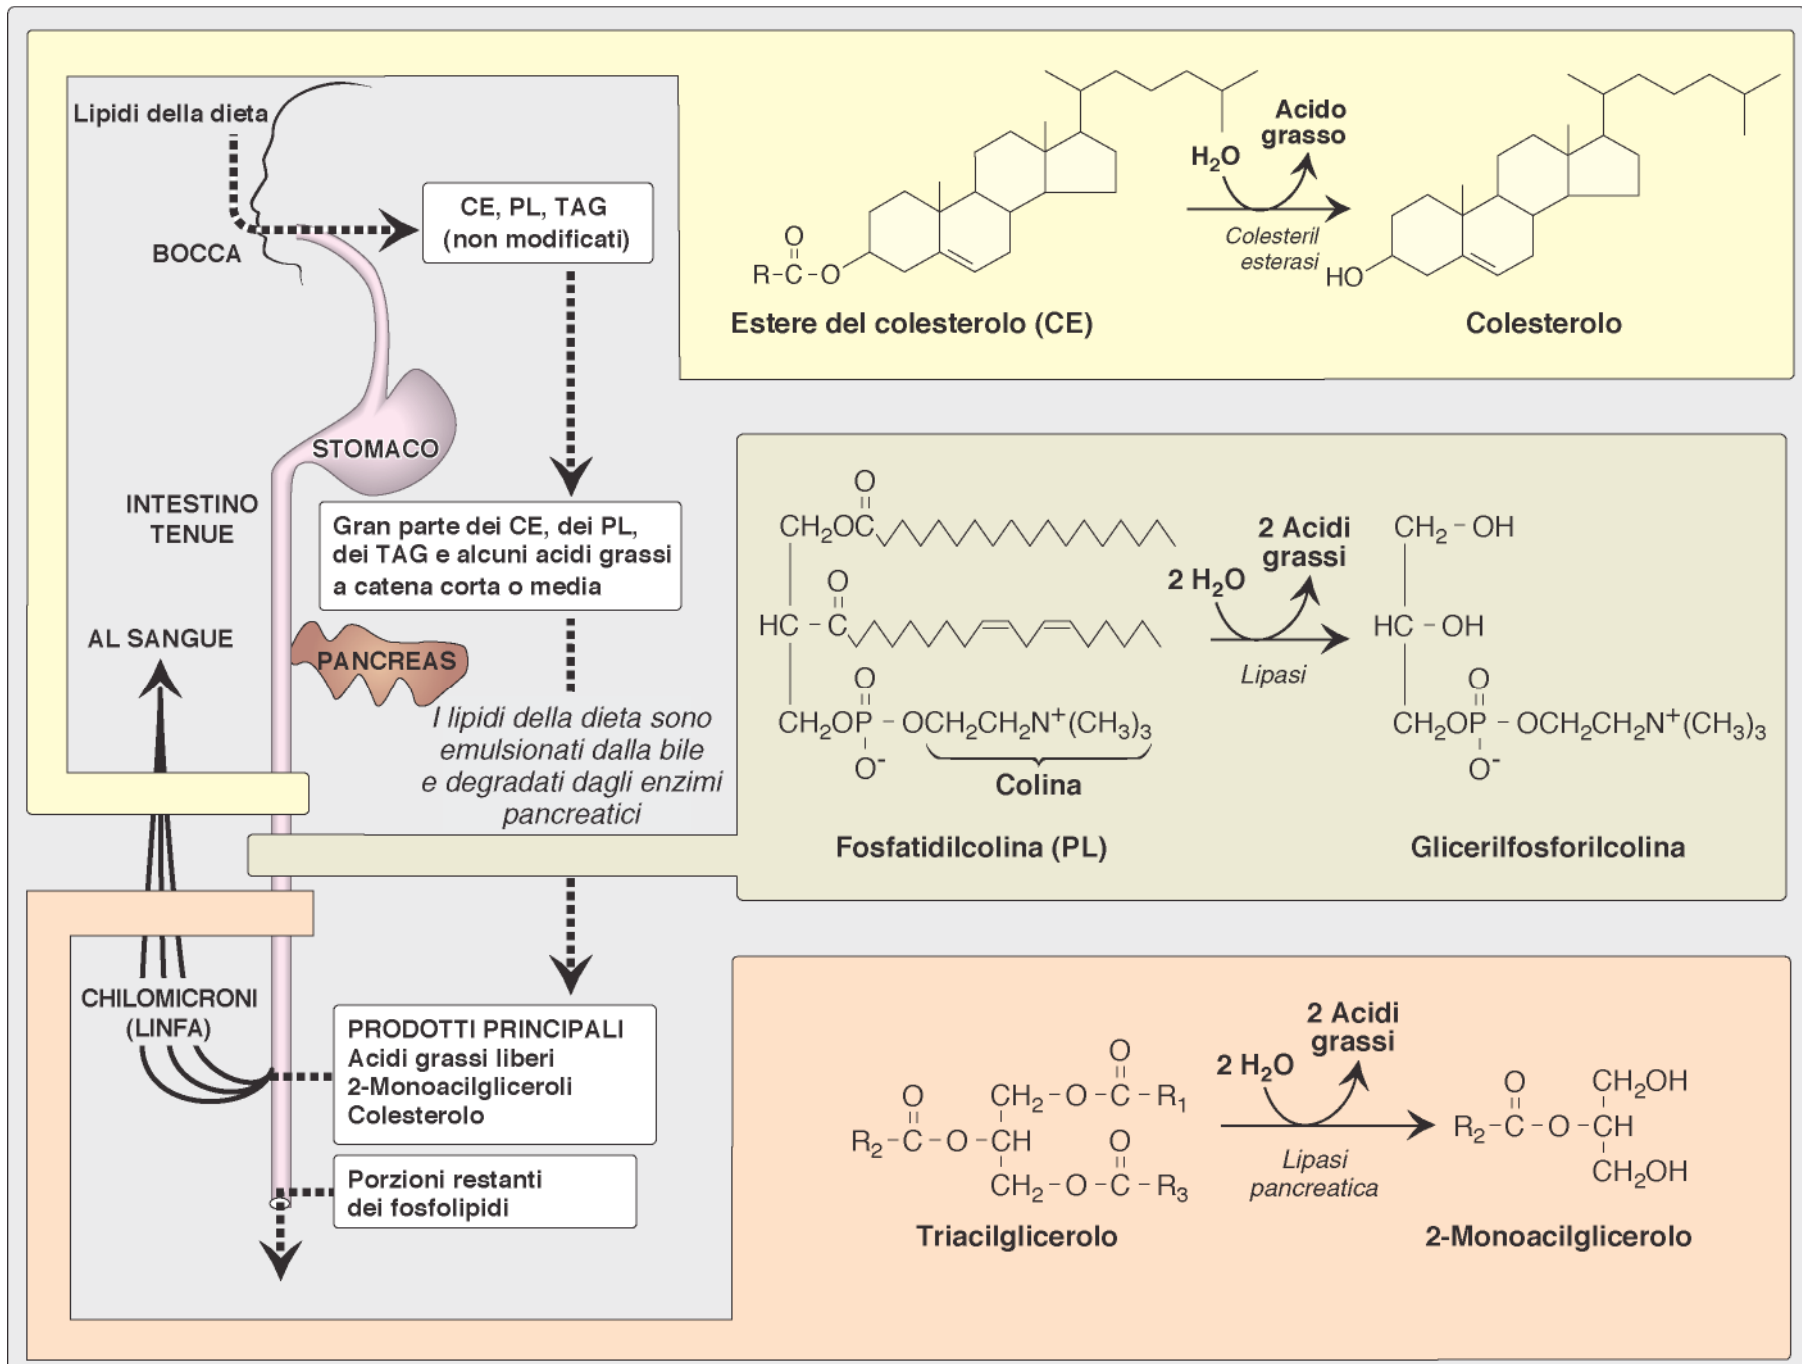 Lipidi della dieta
BOCCA
CE, PL, TAG
(non modificati)
STOMACO
INTESTINO
TENUE
Gran parte dei CE, dei PL,
dei TAG e alcuni acidi grassi
a catena corta o media
AL SANGUE
PANCREAS
I lipidi della dieta sono
emulsionati dalla bile
e degradati dagli enzimi
pancreatici
CHILOMICRONI
(LINFA)
PRODOTTI PRINCIPALI
Acidi grassi liberi
2-Monoacilgliceroli
Colesterolo
Porzioni restanti
dei fosfolipidi
O
R-C-O
H₂O
Acido
grasso
Colesteril
esterasi
HO
Estere del colesterolo (CE)
Colesterolo
O
CH₂OC
O
HC - C
O
CH₂OP - OCH₂CH₂N⁺(CH₃)₃
O⁻
Colina
2 H₂O
2 Acidi
grassi
Lipasi
CH₂ - OH
HC - OH
O
CH₂OP - OCH₂CH₂N⁺(CH₃)₃
O⁻
Fosfatidilcolina (PL)
Glicerilfosforilcolina
O
CH₂-O-C-R₁
O
R₂-C-O-CH
O
CH₂-O-C-R₃
2 H₂O
2 Acidi
grassi
Lipasi
pancreatica
CH₂OH
O
R₂-C-O-CH
CH₂OH
Triacilglicerolo
2-Monoacilglicerolo